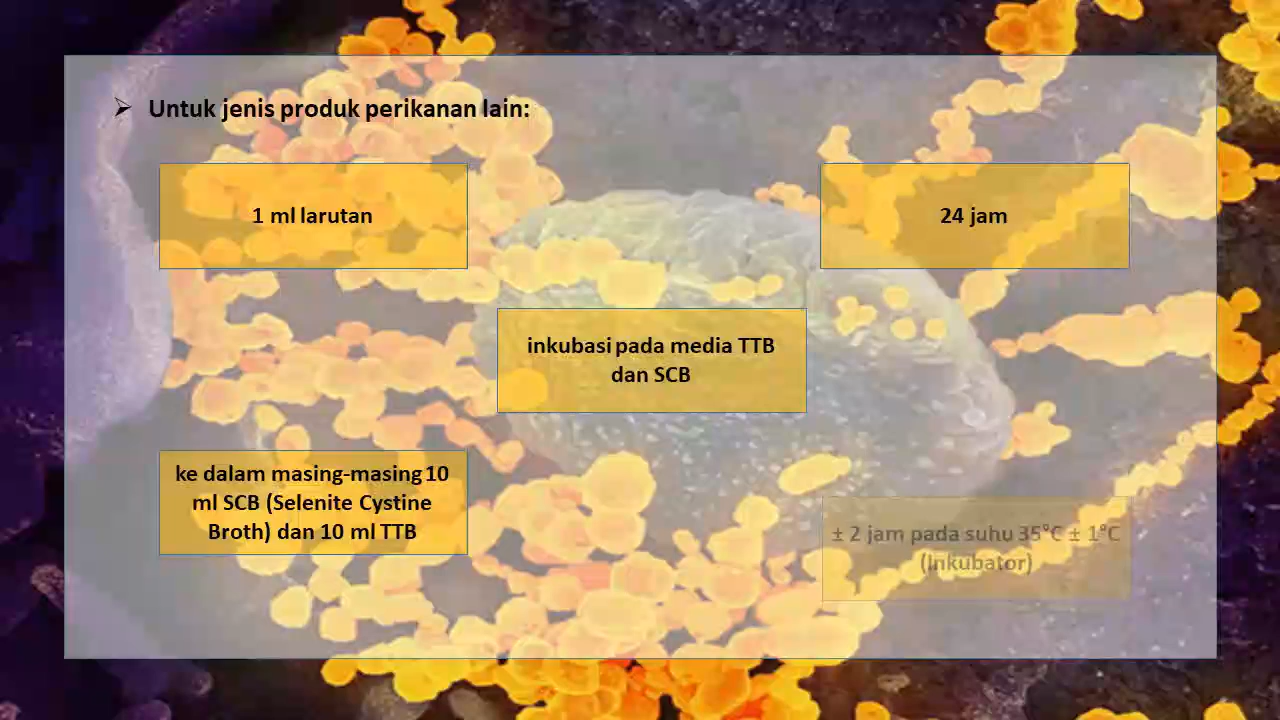 ➢ Untuk jenis produk perikanan lain:
1 ml larutan
ke dalam masing-masing 10
ml SCB (Selenite Cystine
Broth) dan 10 ml TTB
inkubasi pada media TTB
dan SCB
24 jam
± 2 jam pada suhu 35°C ± 1°C
(Inkubator)